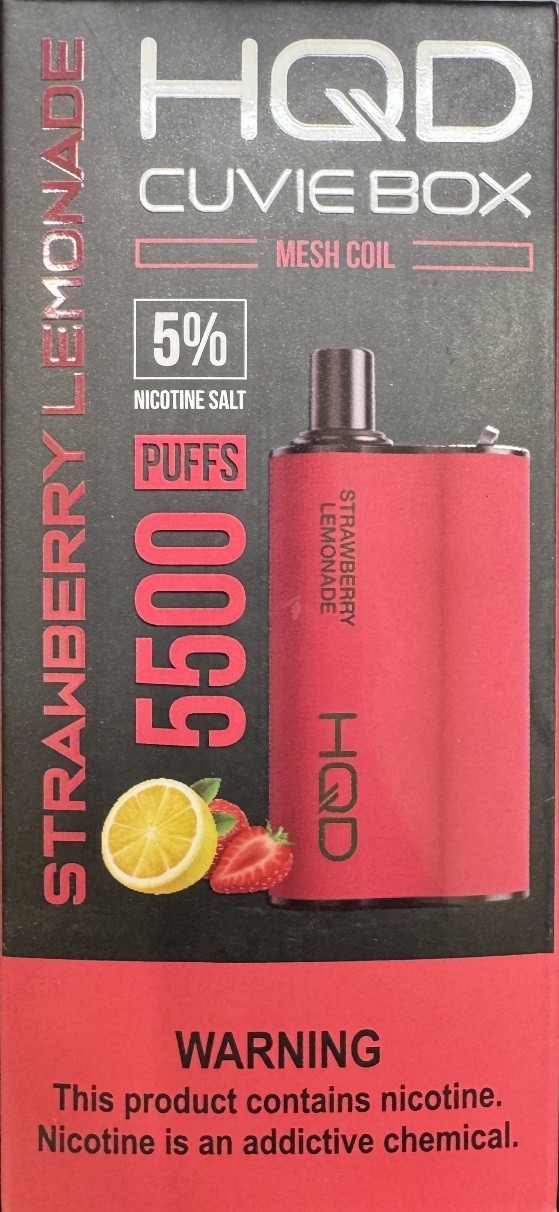 STRAWBERRY LEMONADE
HQD
CUVIE BOX
MESH COIL
5%
NICOTINE SALT
PUFFS
5500
STRAWBERRY
LEMONADE
HQD
WARNING
This product contains nicotine.
Nicotine is an addictive chemical.